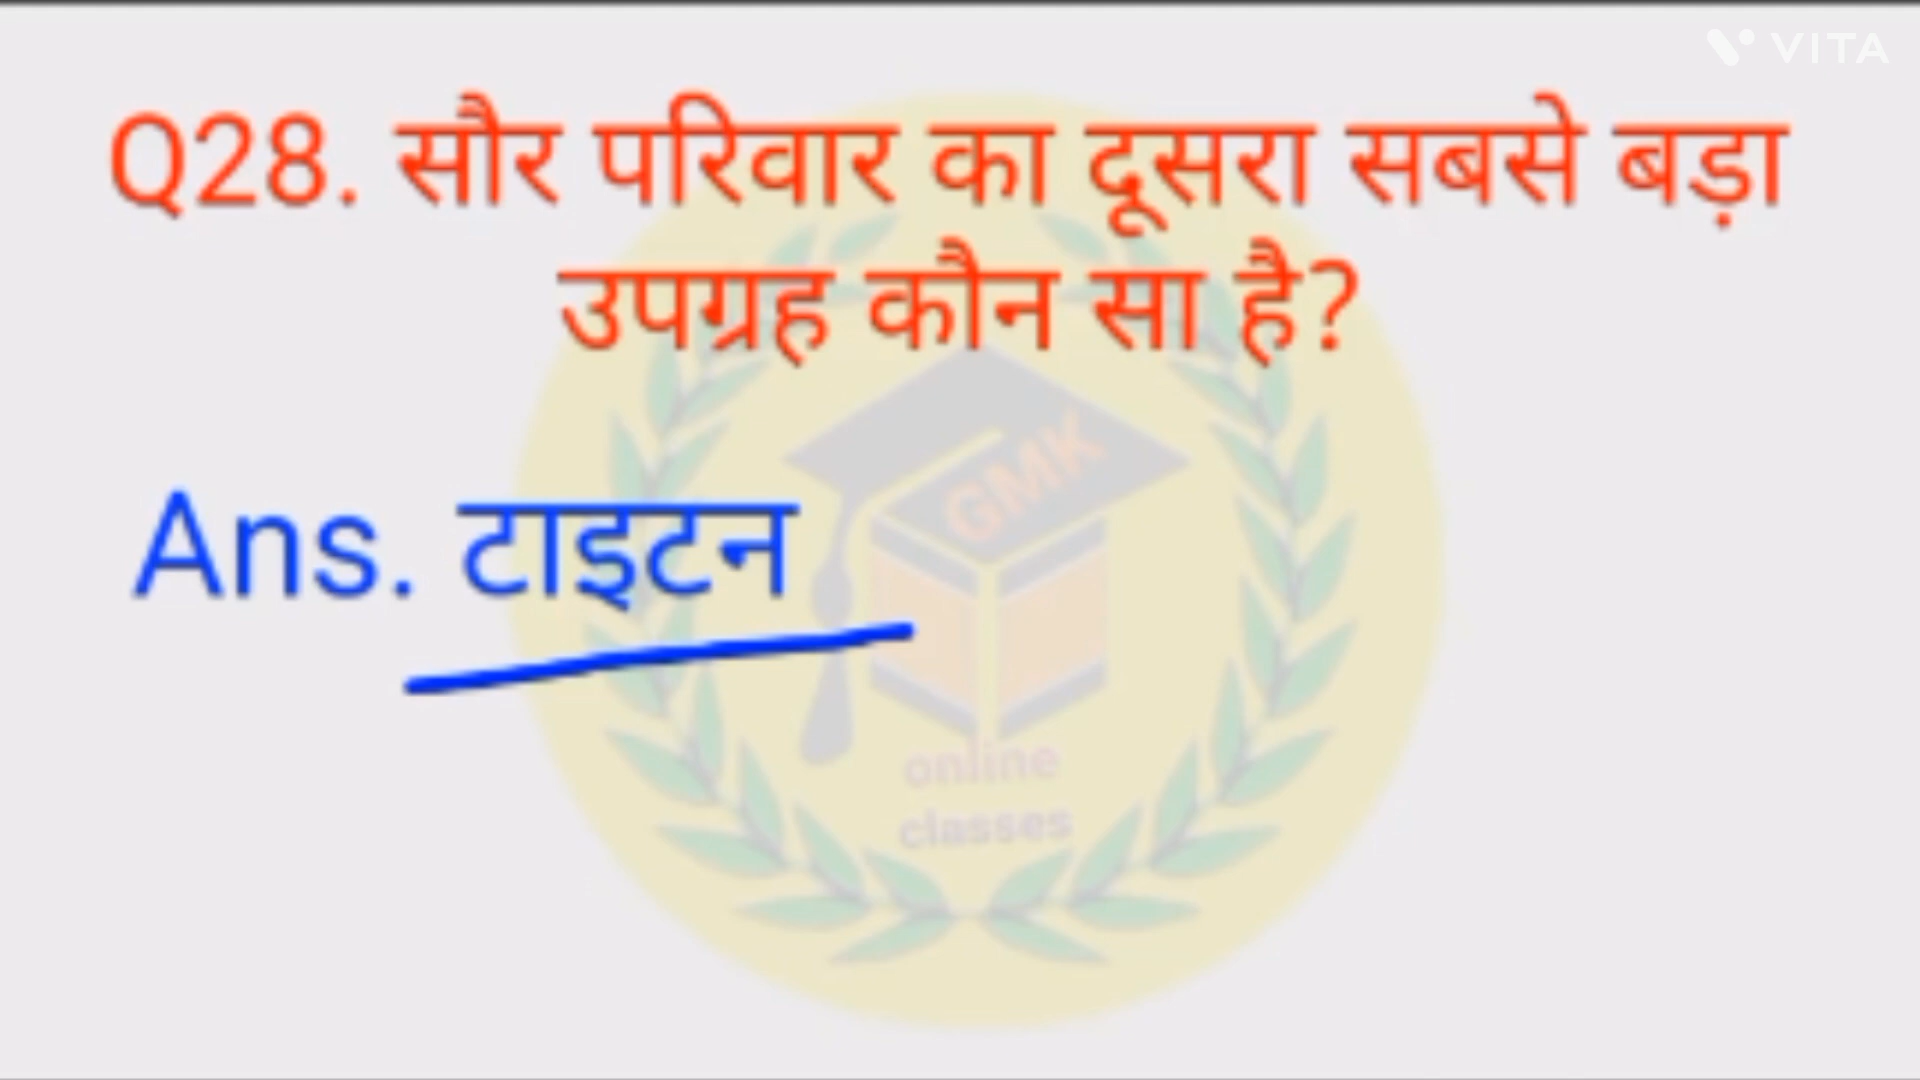 VITA
Q28. सौर परिवार का दूसरा सबसे बड़ा
उपग्रह कौन सा है?
Ans. टाइटन
GMK
online
classes